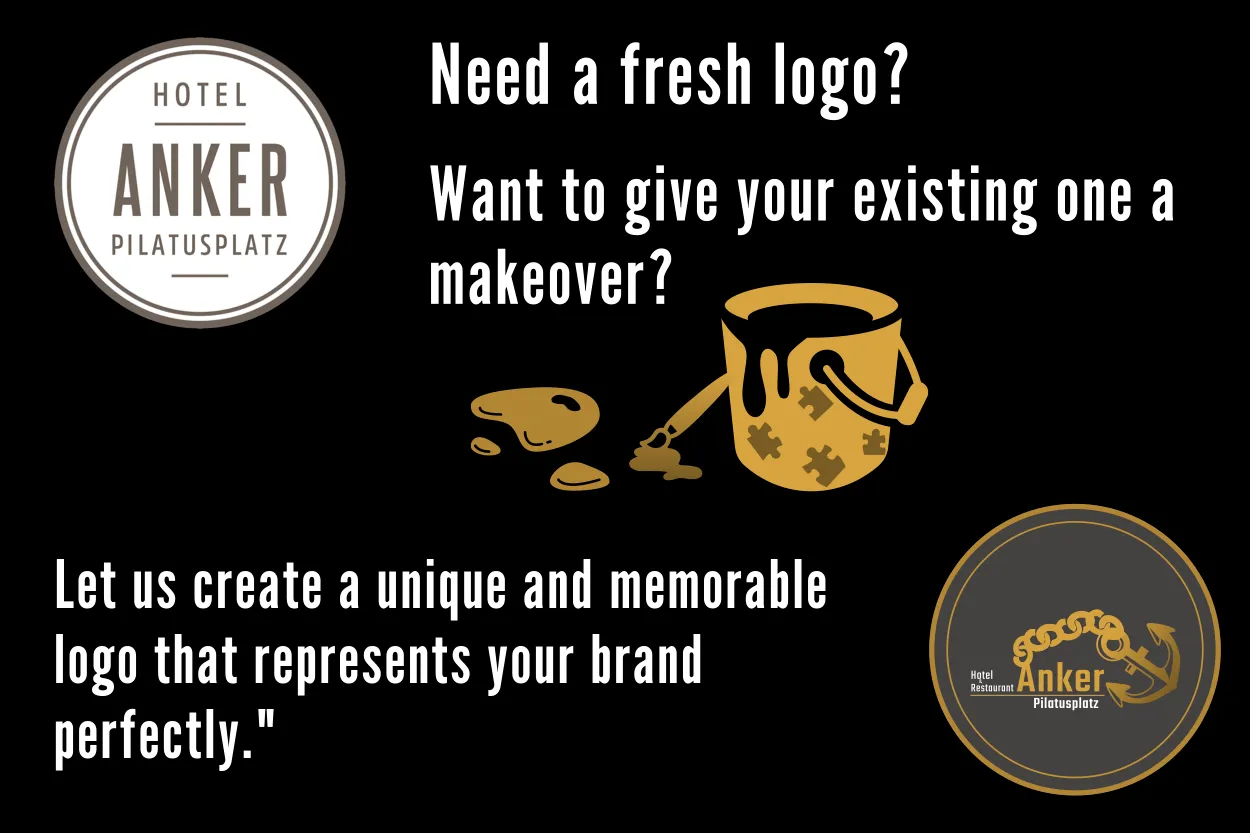 HOTEL
ANKER
PILATUSPLATZ
Need a fresh logo?
Want to give your existing one a
makeover?
Let us create a unique and memorable
logo that represents your brand
perfectly."
Hotel
&
Restaurant
Anker
Pilatusplatz